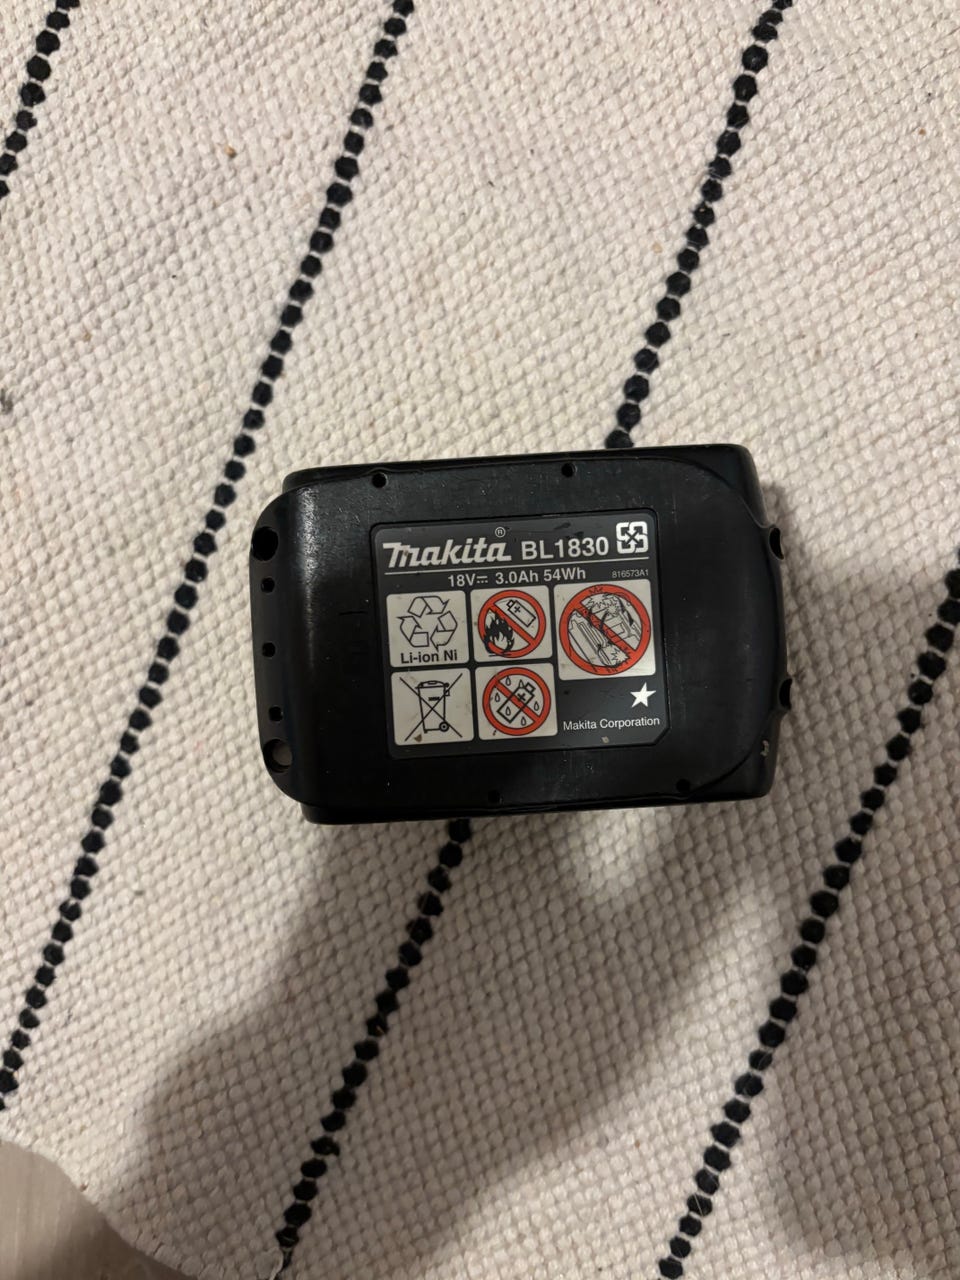 makita® BL1830
18V⎓ 3.0Ah 54Wh 816573A1
Li-ion Ni
Makita Corporation